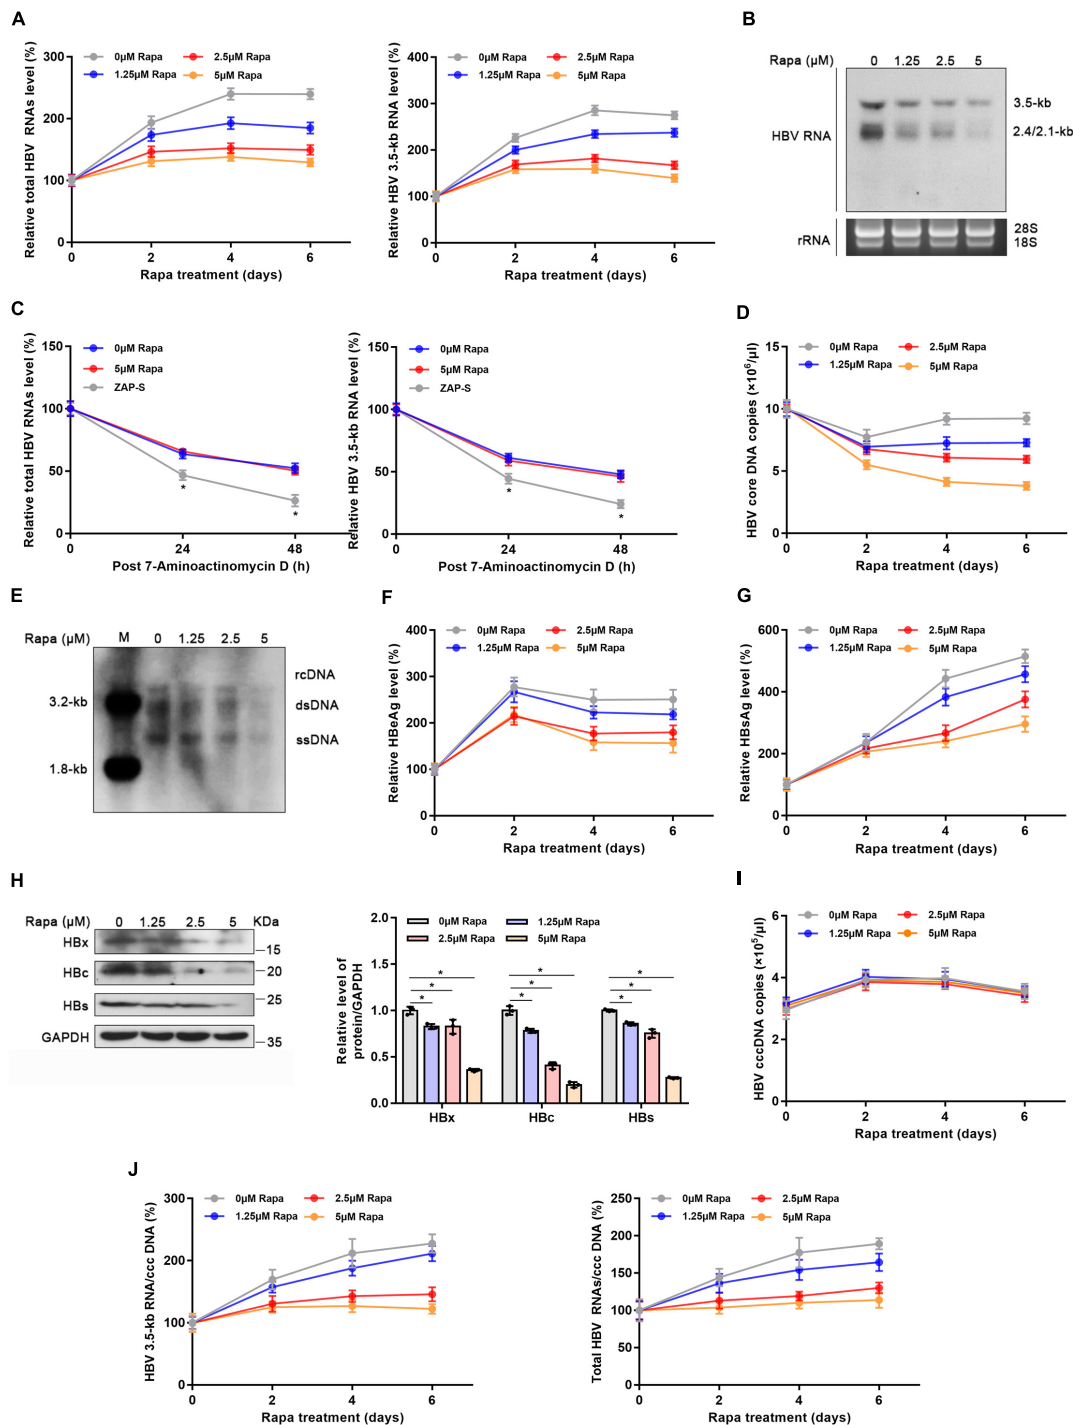 A
Relative total HBV RNAs level (%)
300
200
100
0
0μM Rapa
1.25μM Rapa
2.5μM Rapa
5μM Rapa
0 2 4 6
Rapa treatment (days)
Relative HBV 3.5-kb RNA level (%)
400
300
200
100
0
0μM Rapa
1.25μM Rapa
2.5μM Rapa
5μM Rapa
0 2 4 6
Rapa treatment (days)
B
Rapa (μM) 0 1.25 2.5 5
HBV RNA
3.5-kb
2.4/2.1-kb
rRNA
28S
18S
C
Relative total HBV RNAs level (%)
150
100
50
0
0μM Rapa
5μM Rapa
ZAP-S
*
*
0 24 48
Post 7-Aminoactinomycin D (h)
Relative HBV 3.5-kb RNA level (%)
150
100
50
0
0μM Rapa
5μM Rapa
ZAP-S
*
*
0 24 48
Post 7-Aminoactinomycin D (h)
D
HBV core DNA copies (×10⁶/μl)
15
10
5
0
0μM Rapa
1.25μM Rapa
2.5μM Rapa
5μM Rapa
0 2 4 6
Rapa treatment (days)
E
Rapa (μM) M 0 1.25 2.5 5
3.2-kb
1.8-kb
rcDNA
dsDNA
ssDNA
F
Relative HBeAg level (%)
400
300
200
100
0
0μM Rapa
1.25μM Rapa
2.5μM Rapa
5μM Rapa
0 2 4 6
Rapa treatment (days)
G
Relative HBsAg level (%)
600
400
200
0
0μM Rapa
1.25μM Rapa
2.5μM Rapa
5μM Rapa
0 2 4 6
Rapa treatment (days)
H
Rapa (μM) 0 1.25 2.5 5 KDa
HBx
15
HBc
20
HBs
25
GAPDH
35
Relative level of
protein/GAPDH
2.0
1.5
1.0
0.5
0.0
0μM Rapa
1.25μM Rapa
2.5μM Rapa
5μM Rapa
* * *
* * *
* * *
HBx HBc HBs
I
HBV cccDNA copies (×10⁵/μl)
6
4
2
0
0μM Rapa
1.25μM Rapa
2.5μM Rapa
5μM Rapa
0 2 4 6
Rapa treatment (days)
J
HBV 3.5-kb RNA/ccc DNA (%)
300
200
100
0
0μM Rapa
1.25μM Rapa
2.5μM Rapa
5μM Rapa
0 2 4 6
Rapa treatment (days)
Total HBV RNAs/ccc DNA (%)
250
200
150
100
50
0
0μM Rapa
1.25μM Rapa
2.5μM Rapa
5μM Rapa
0 2 4 6
Rapa treatment (days)